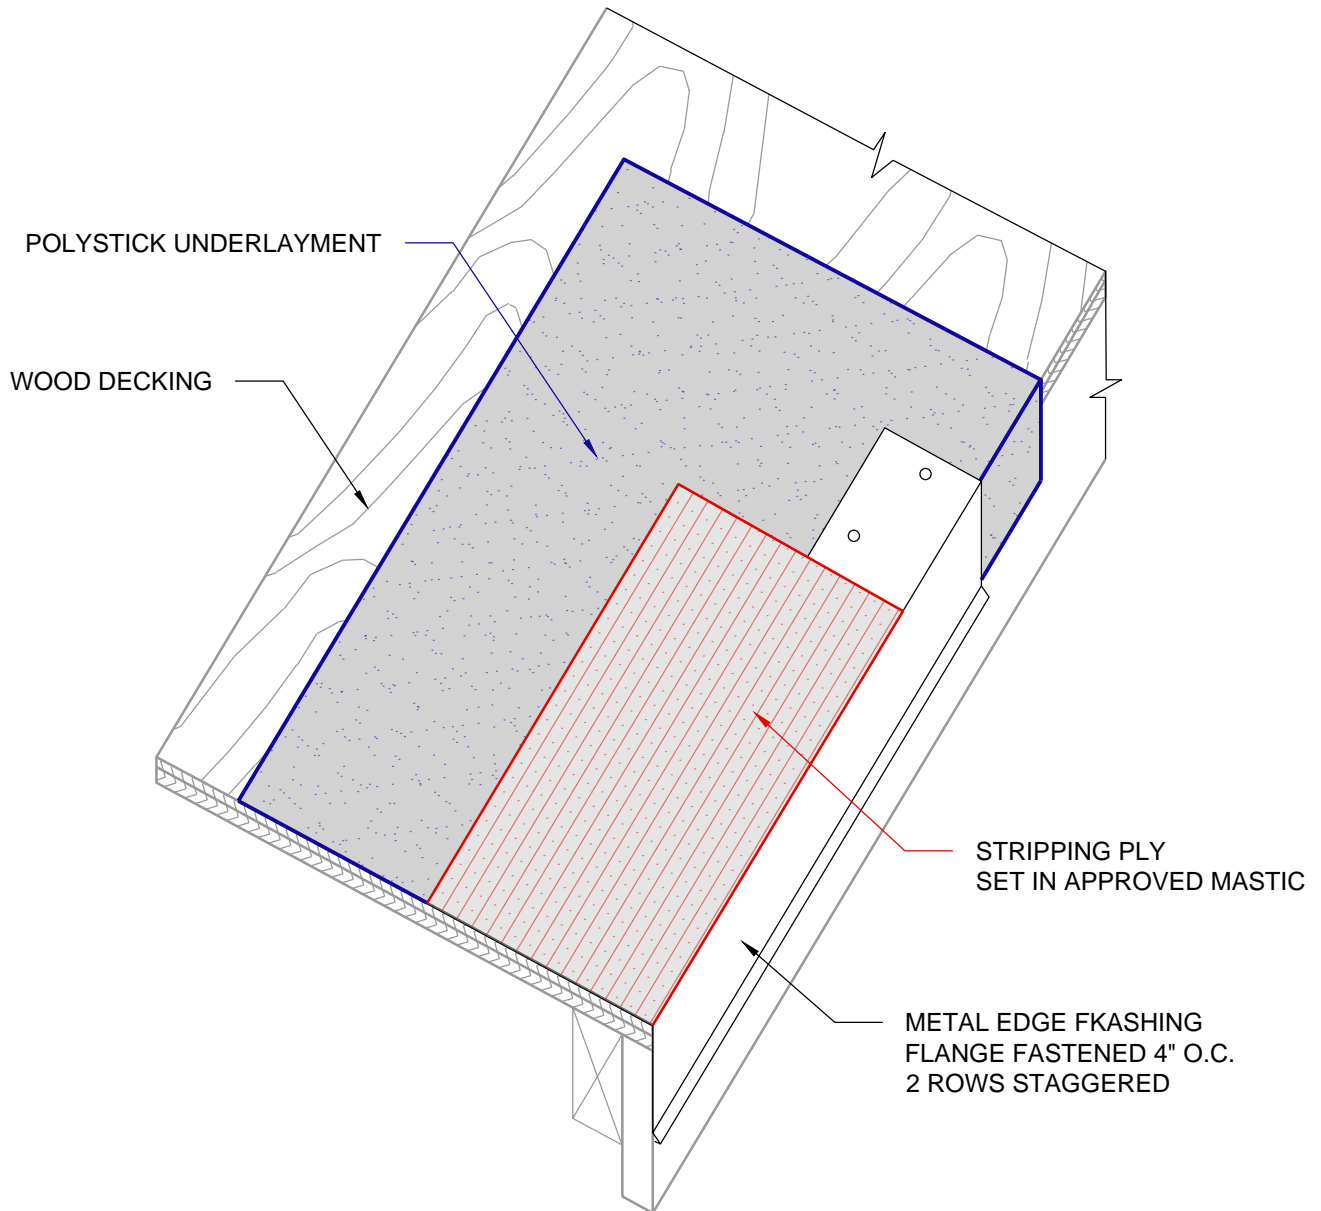 POLYSTICK UNDERLAYMENT
WOOD DECKING
STRIPPING PLY
SET IN APPROVED MASTIC
METAL EDGE FKASHING
FLANGE FASTENED 4" O.C.
2 ROWS STAGGERED